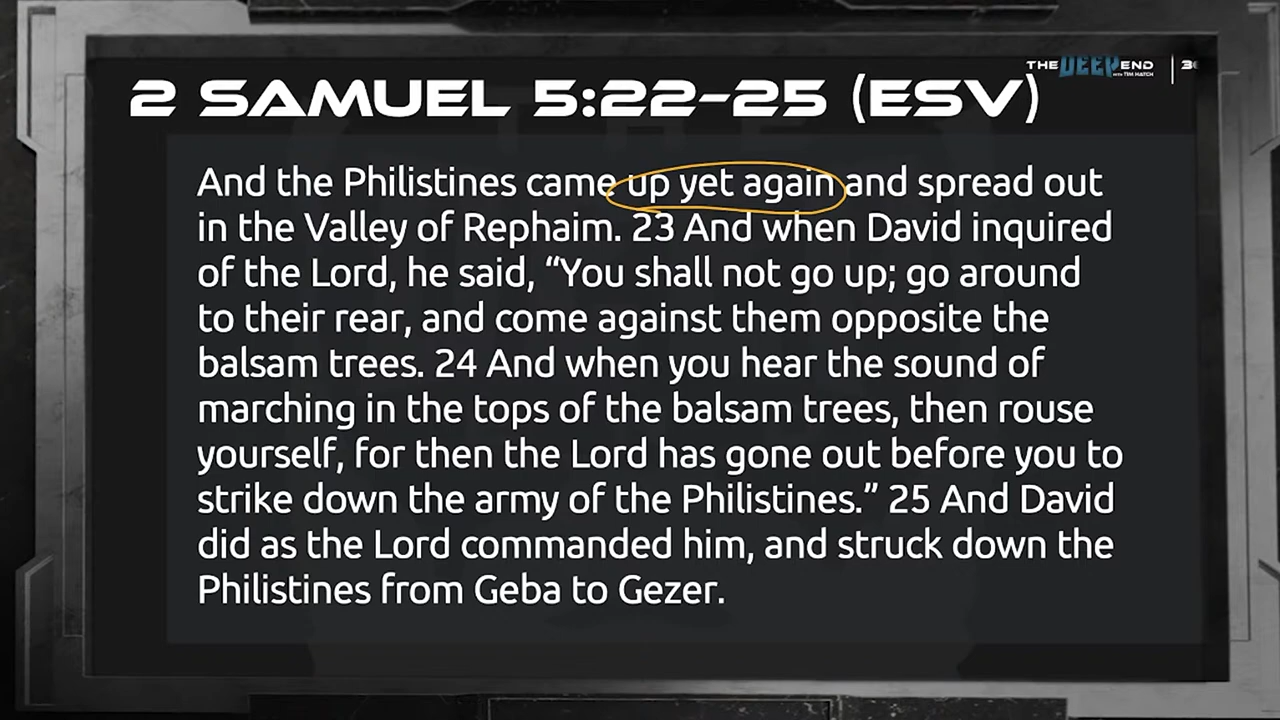 THE DEEP END
WITH TIM HATCH
2 SAMUEL 5:22-25 (ESV)
And the Philistines came up yet again and spread out
in the Valley of Rephaim. 23 And when David inquired
of the Lord, he said, “You shall not go up; go around
to their rear, and come against them opposite the
balsam trees. 24 And when you hear the sound of
marching in the tops of the balsam trees, then rouse
yourself, for then the Lord has gone out before you to
strike down the army of the Philistines.” 25 And David
did as the Lord commanded him, and struck down the
Philistines from Geba to Gezer.